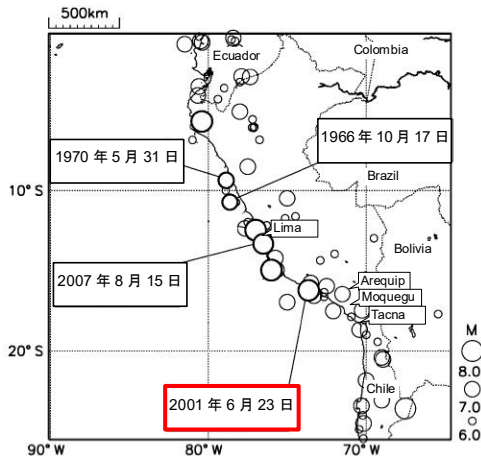 500km
Ecuador
Colombia
1970 年 5 月 31 日
1966 年 10 月 17 日
10° S
Brazil
Lima
Bolivia
2007 年 8 月 15 日
Arequip
Moquegu
Tacna
20° S
M
8.0
7.0
6.0
Chile
2001 年 6 月 23 日
90° W
80° W
70° W